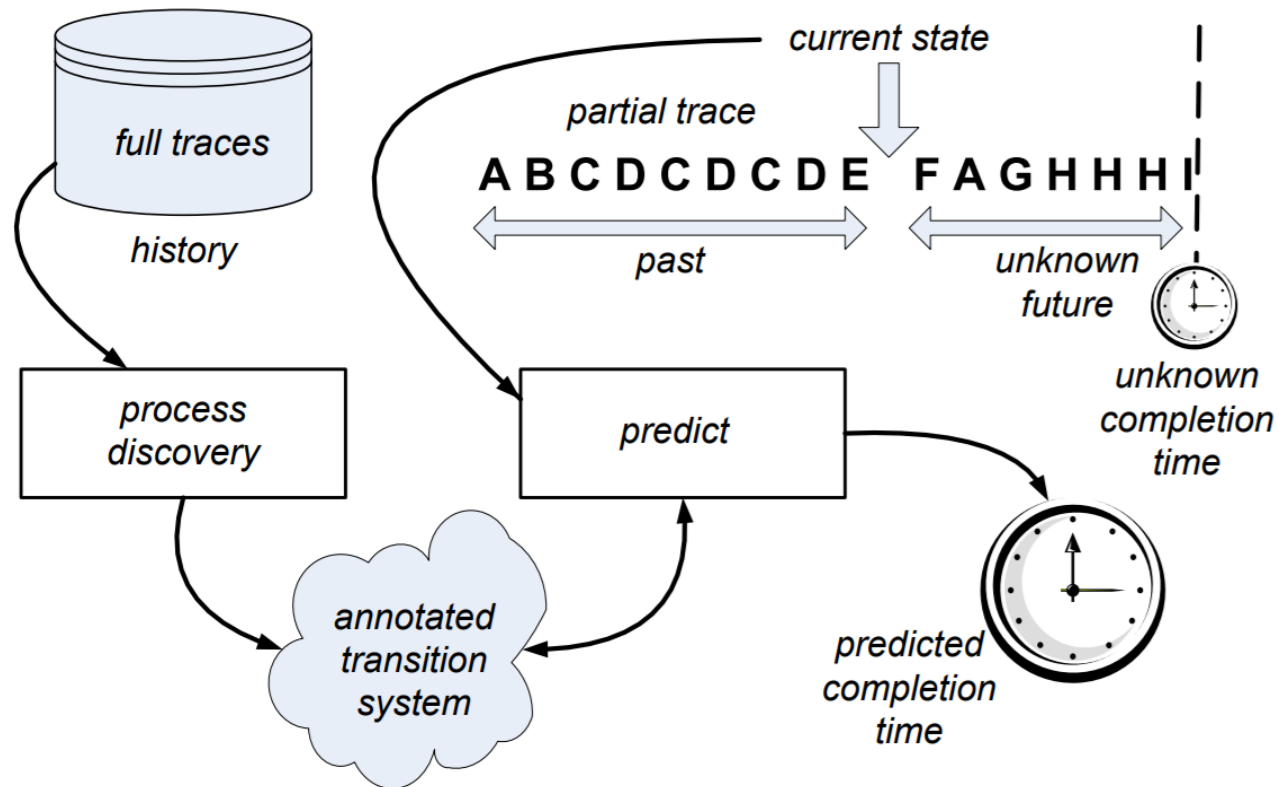 current state
full traces
partial trace
A B C D C D C D E F A G H H H I
history
past
unknown
future
unknown
completion
time
process
discovery
predict
annotated
transition
system
predicted
completion
time